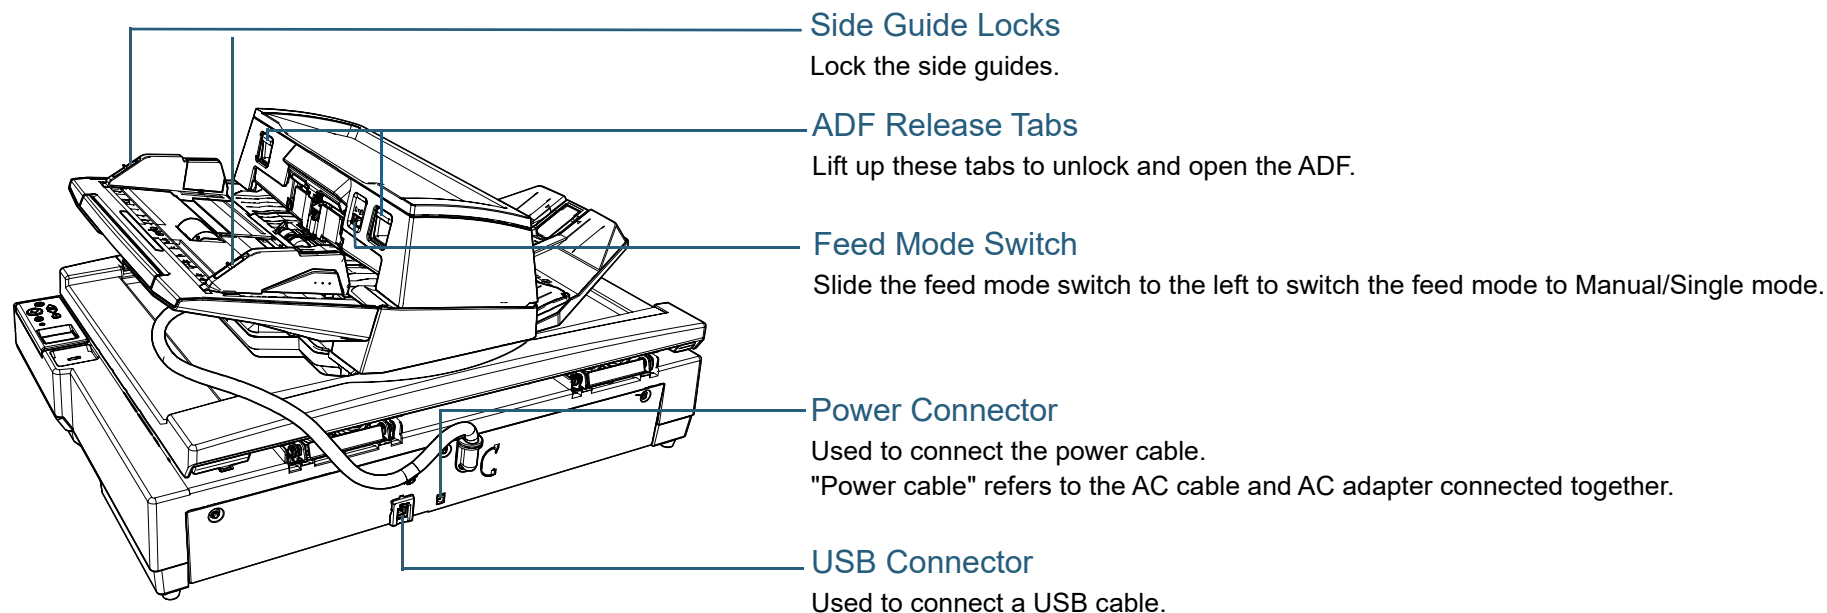 Side Guide Locks
Lock the side guides.
ADF Release Tabs
Lift up these tabs to unlock and open the ADF.
Feed Mode Switch
Slide the feed mode switch to the left to switch the feed mode to Manual/Single mode.
Power Connector
Used to connect the power cable.
"Power cable" refers to the AC cable and AC adapter connected together.
USB Connector
Used to connect a USB cable.